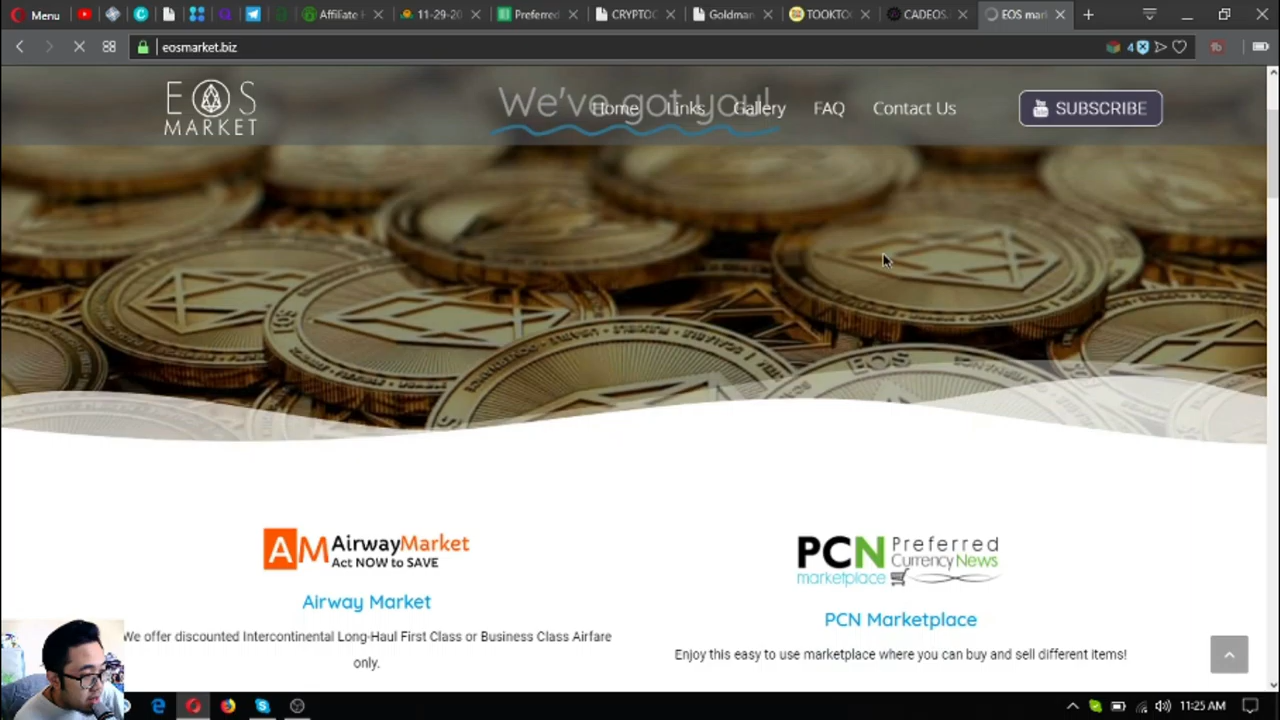 Menu
Affiliate
11-29-20
Preferred
CRYPTOC
Goldman
TOOKTO
CADEOS
EOS mar
eosmarket.biz
4
EOS
MARKET
We've got you!
Home
Links
Gallery
FAQ
Contact Us
SUBSCRIBE
EOS
AM AirwayMarket
Act NOW to SAVE
Airway Market
We offer discounted Intercontinental Long-Haul First Class or Business Class Airfare
only.
PCN Preferred
Currency News
marketplace
PCN Marketplace
Enjoy this easy to use marketplace where you can buy and sell different items!
11:25 AM